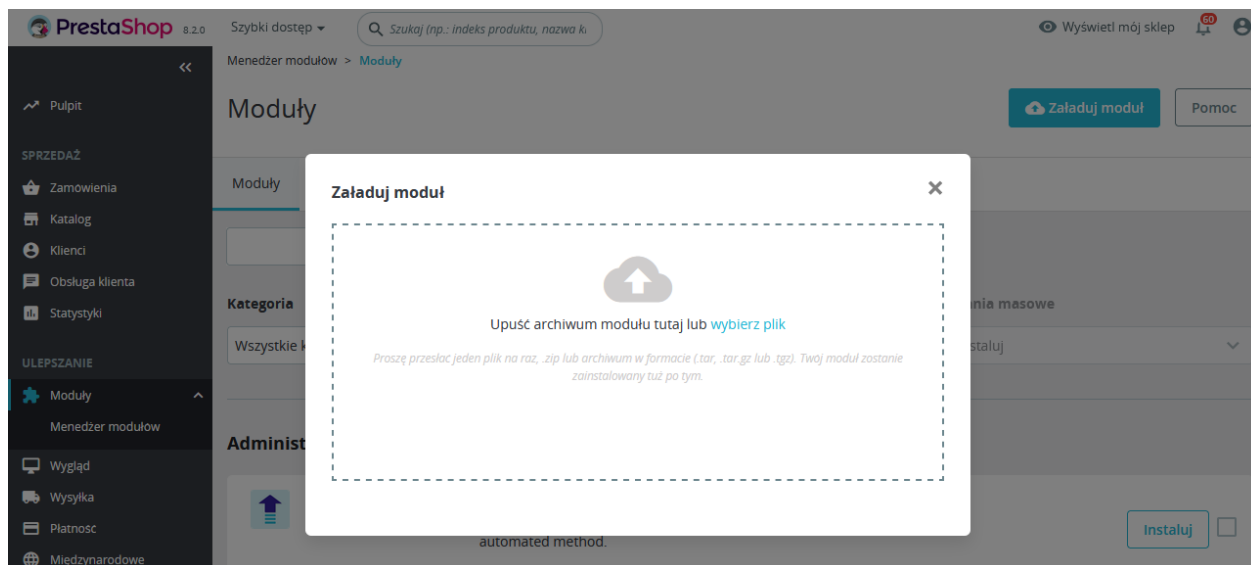 PrestaShop 8.2.0
Szybki dostęp
Szukaj (np.: indeks produktu, nazwa kl
Wyświetl mój sklep
60
Menedżer modułów > Moduły
Pulpit
Moduły
Załaduj moduł
Pomoc
SPRZEDAŻ
Zamówienia
Katalog
Klienci
Obsługa klienta
Statystyki
ULEPSZANIE
Moduły
Menedżer modułów
Wygląd
Wysyłka
Płatność
Międzynarodowe
Moduły
Kategoria
Wszystkie
Administ
Załaduj moduł
Upuść archiwum modułu tutaj lub wybierz plik
Proszę przesłać jeden plik na raz, .zip lub archiwum w formacie (.tar, .tar.gz lub .tgz). Twój moduł zostanie
zainstalowany tuż po tym.
ania masowe
staluj
automated method.
Instaluj